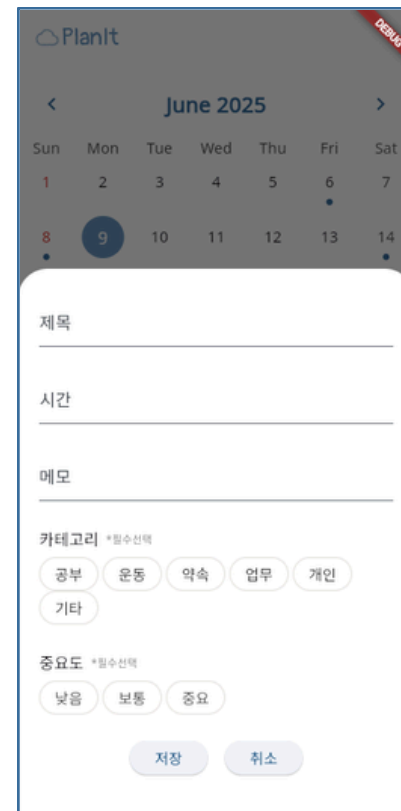 PlanIt
DEBUG
< June 2025 >
Sun Mon Tue Wed Thu Fri Sat
1 2 3 4 5 6 7
8 9 10 11 12 13 14
제목
시간
메모
카테고리 *필수선택
공부 운동 약속 업무 개인
기타
중요도 *필수선택
낮음 보통 중요
저장 취소